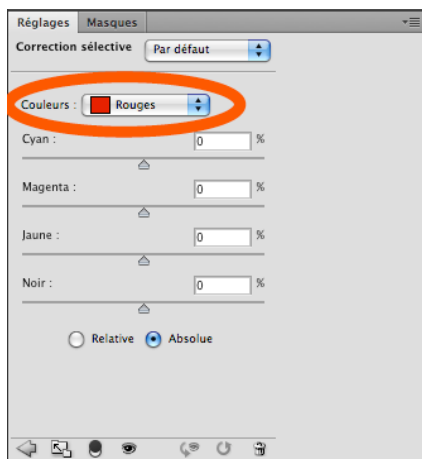 Réglages Masques
Correction sélective Par défaut
Couleurs : Rouges
Cyan : 0 %
Magenta : 0 %
Jaune : 0 %
Noir : 0 %
Relative Absolue